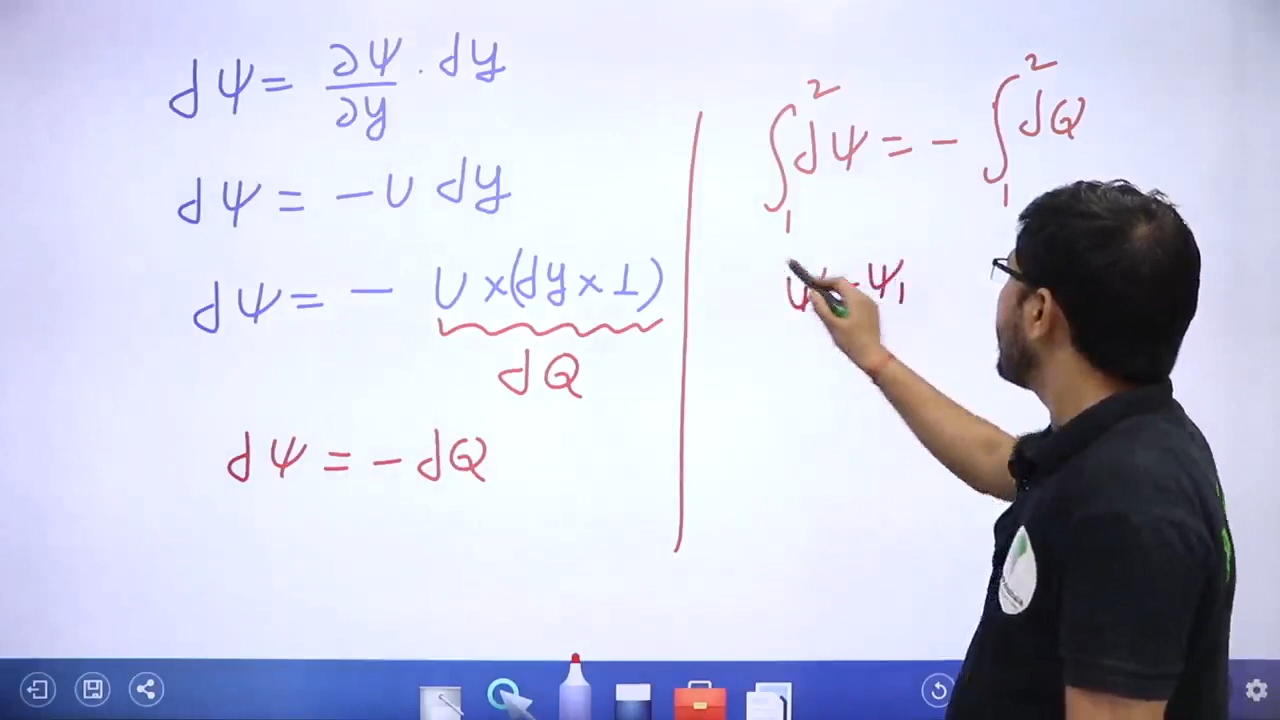 dψ = ∂ψ/∂y . dy
dψ = - u dy
dψ = - u × (dy × 1)
dQ
dψ = - dQ
∫₁² dψ = - ∫₁² dQ
ψ - ψ₁